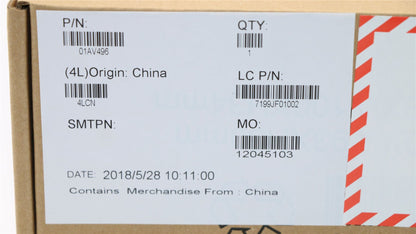 P/N:
QTY:
01AV496
1
(4L)Origin: China
LC P/N:
4LCN
7199JF01002
SMTPN:
MO:
12045103
DATE: 2018/5/28 10:11:00
Contains Merchandise From : China